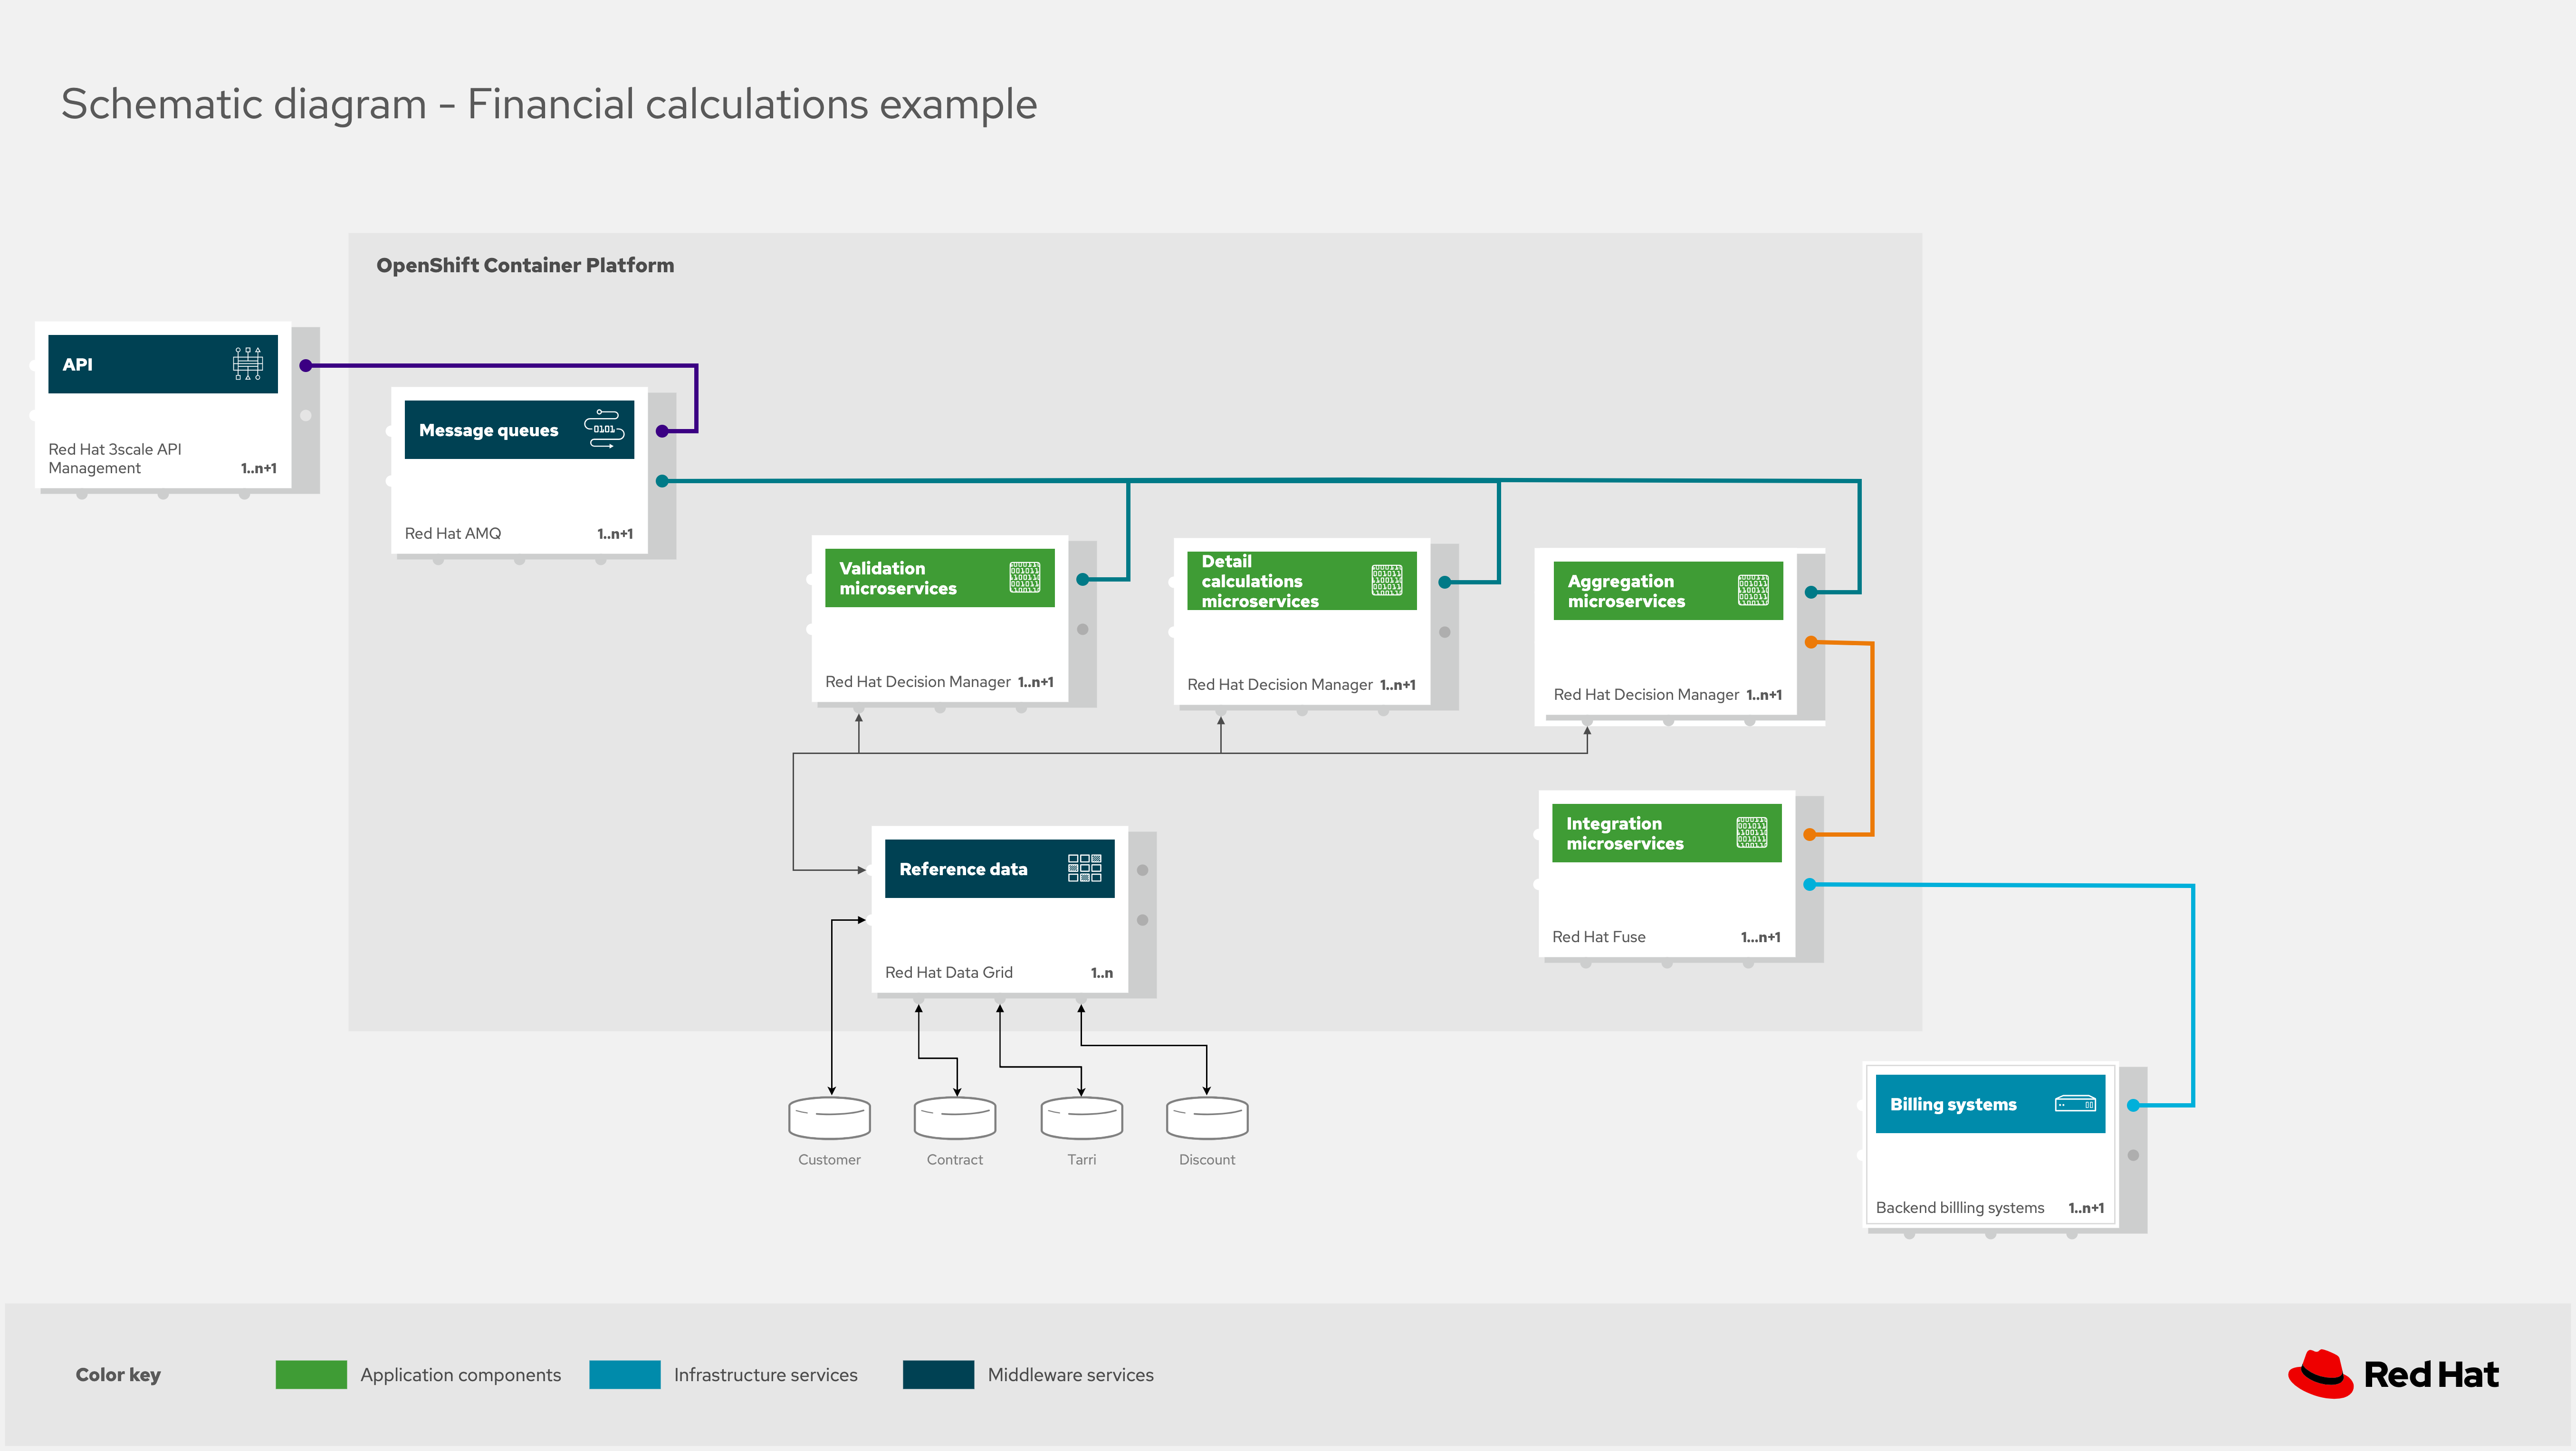 Schematic diagram - Financial calculations example
OpenShift Container Platform
API
Red Hat 3scale API
Management
1..n+1
Message queues
0101
Red Hat AMQ
1..n+1
Validation
microservices
Red Hat Decision Manager
1..n+1
Detail
calculations
microservices
Red Hat Decision Manager
1..n+1
Aggregation
microservices
Red Hat Decision Manager
1..n+1
Reference data
Red Hat Data Grid
1..n
Integration
microservices
Red Hat Fuse
1...n+1
Customer
Contract
Tarri
Discount
Billing systems
Backend billling systems
1..n+1
Color key
Application components
Infrastructure services
Middleware services
Red Hat